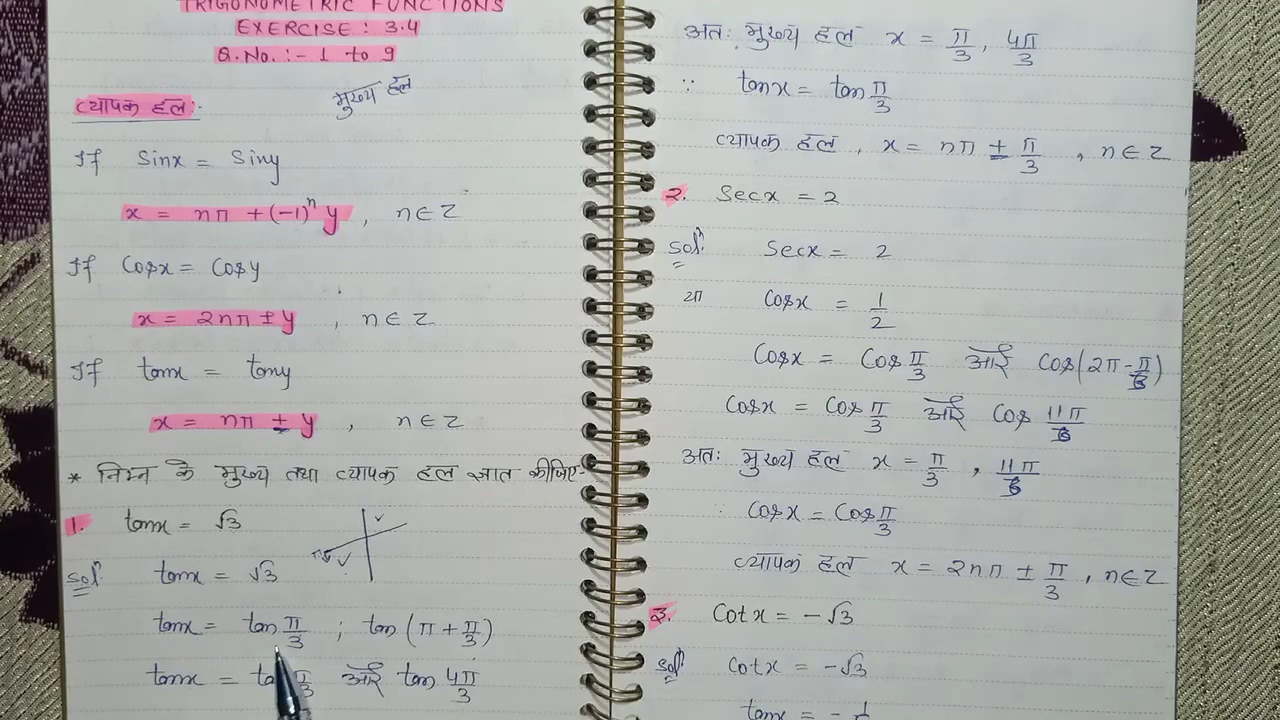 TRIGONOMETRIC FUNCTIONS
EXERCISE : 3.4
Q.No. :- 1 to 9
व्यापक हल:-
मुख्य हल
If Sinx = Siny
x = nπ + (-1)ⁿ y , n ∈ Z
If Cosx = Cosy
x = 2nπ ± y , n ∈ Z
If tanx = tany
x = nπ ± y , n ∈ Z
* निम्न के मुख्य तथा व्यापक हल ज्ञात कीजिए-
1. tanx = √3
Sol tanx = √3
tanx = tan π/3 ; tan (π + π/3)
tanx = tan π/3 और tan 4π/3
अतः मुख्य हल x = π/3 , 4π/3
∵ tanx = tan π/3
व्यापक हल , x = nπ ± π/3 , n ∈ Z
2. Secx = 2
Sol: Secx = 2
या Cosx = 1/2
Cosx = Cos π/3 और Cos(2π - π/3)
Cosx = Cos π/3 और Cos 11π/
अतः मुख्य हल x = π/3 , 11π/
Cosx = Cos π/3
व्यापक हल x = 2nπ ± π/3 , n ∈ Z
3. Cotx = -√3
Sol: Cotx = -√3
tanx = - 1